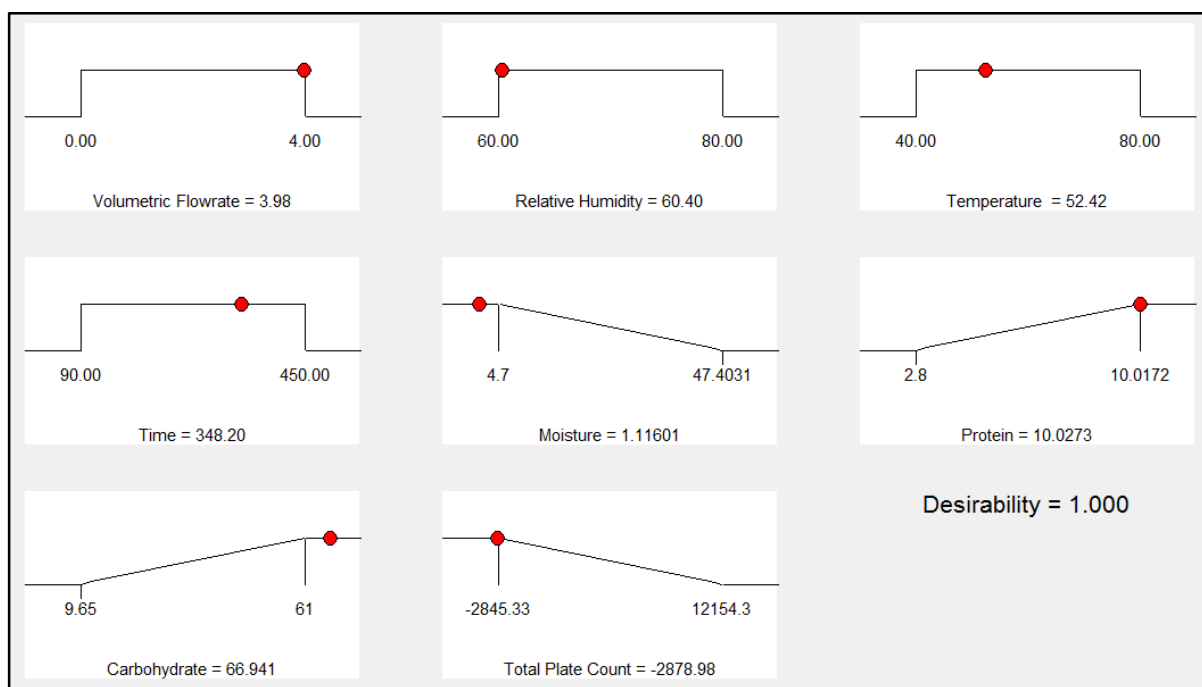 0.00 4.00
Volumetric Flowrate = 3.98
60.00 80.00
Relative Humidity = 60.40
40.00 80.00
Temperature = 52.42
90.00 450.00
Time = 348.20
4.7 47.4031
Moisture = 1.11601
2.8 10.0172
Protein = 10.0273
9.65 61
Carbohydrate = 66.941
-2845.33 12154.3
Total Plate Count = -2878.98
Desirability = 1.000